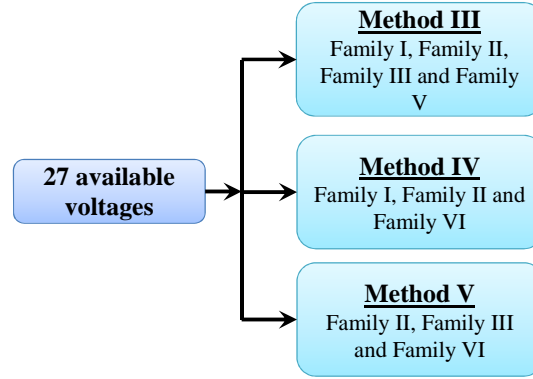 Method III
Family I, Family II,
Family III and Family
V
27 available
voltages
Method IV
Family I, Family II and
Family VI
Method V
Family II, Family III
and Family VI